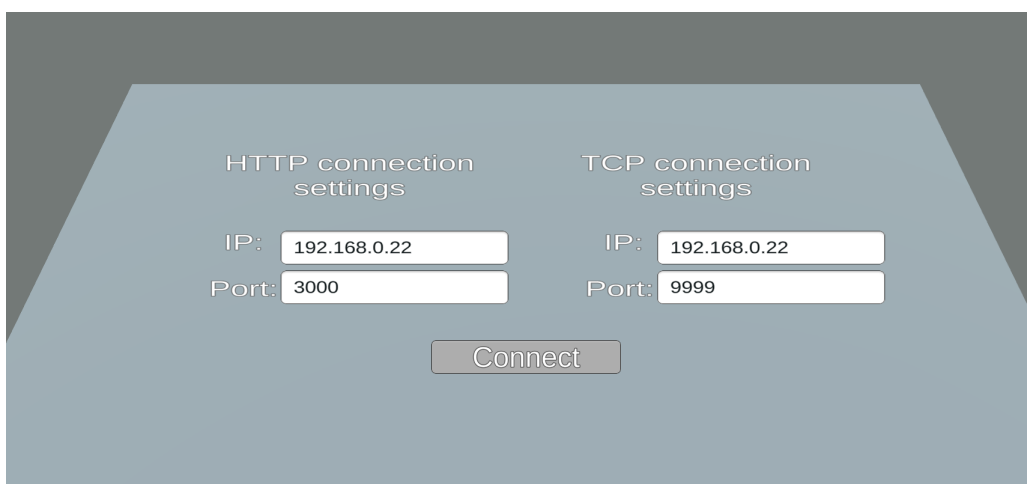 HTTP connection
settings
IP: 192.168.0.22
Port: 3000
TCP connection
settings
IP: 192.168.0.22
Port: 9999
Connect